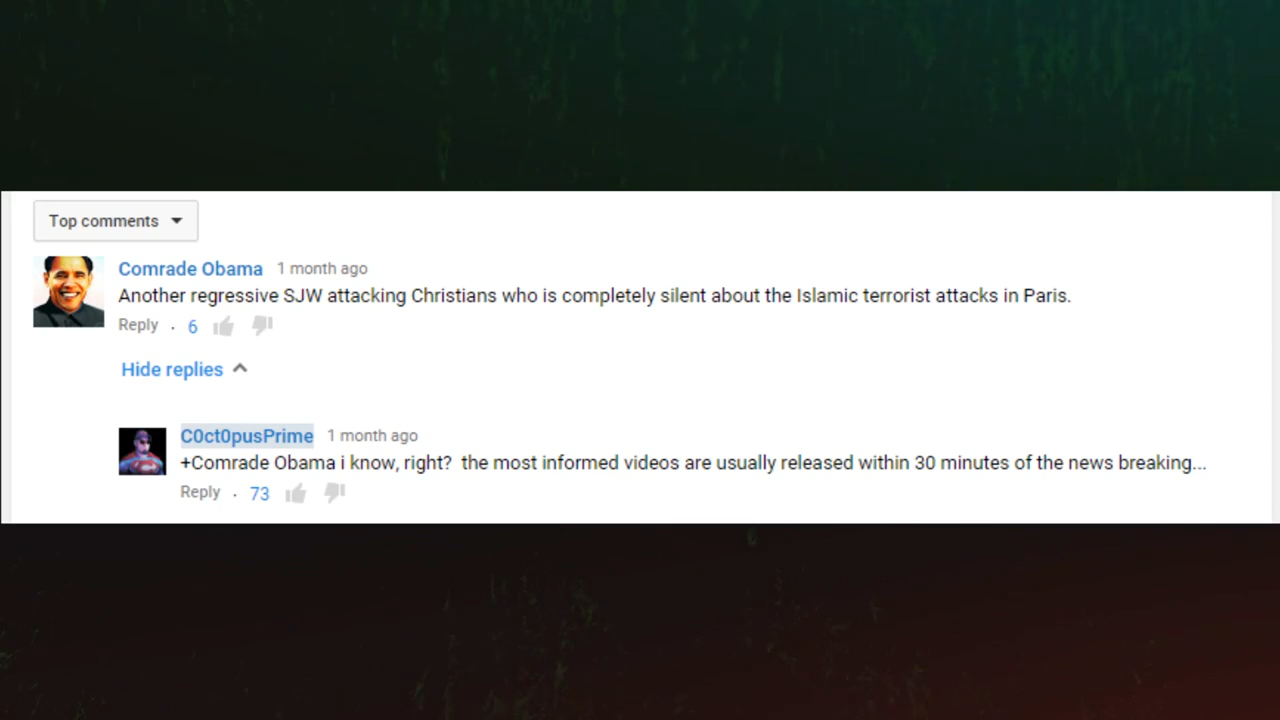 Top comments
Comrade Obama 1 month ago
Another regressive SJW attacking Christians who is completely silent about the Islamic terrorist attacks in Paris.
Reply . 6
Hide replies
C0ct0pusPrime 1 month ago
+Comrade Obama i know, right?  the most informed videos are usually released within 30 minutes of the news breaking...
Reply . 73